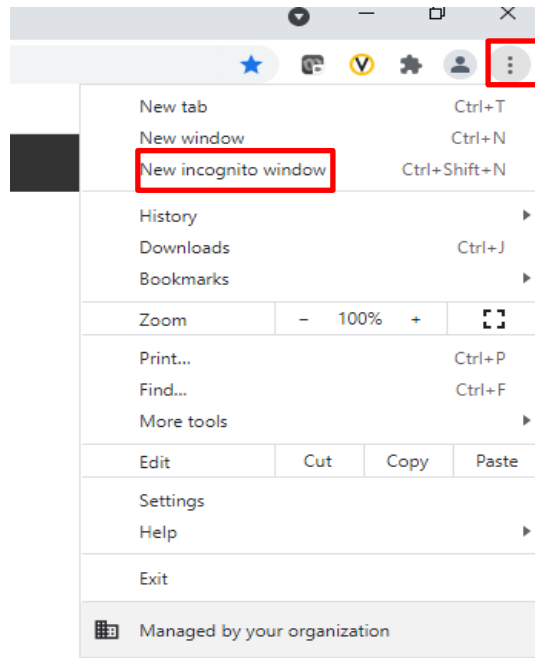 New tab Ctrl+T
New window Ctrl+N
New incognito window Ctrl+Shift+N
History
Downloads Ctrl+J
Bookmarks
Zoom - 100% +
Print... Ctrl+P
Find... Ctrl+F
More tools
Edit Cut Copy Paste
Settings
Help
Exit
Managed by your organization